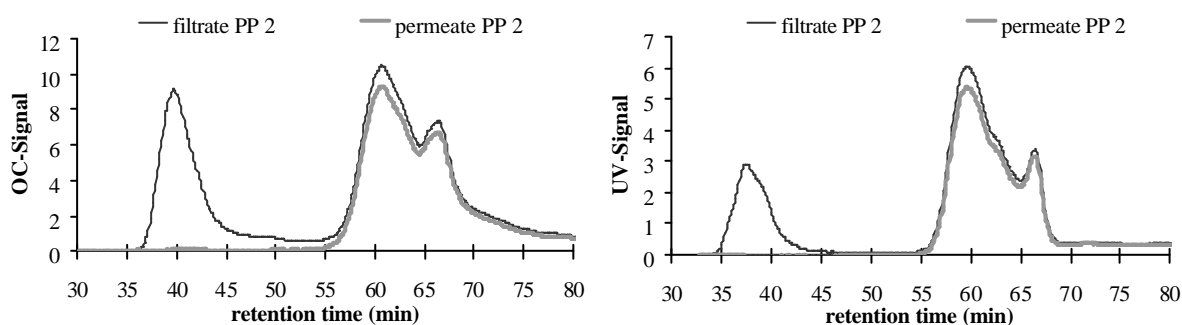 filtrate PP 2 permeate PP 2
12
10
8
6
4
2
0
OC-Signal
30 35 40 45 50 55 60 65 70 75 80
retention time (min)
filtrate PP 2 permeate PP 2
7
6
5
4
3
2
1
0
UV-Signal
30 35 40 45 50 55 60 65 70 75 80
retention time (min)